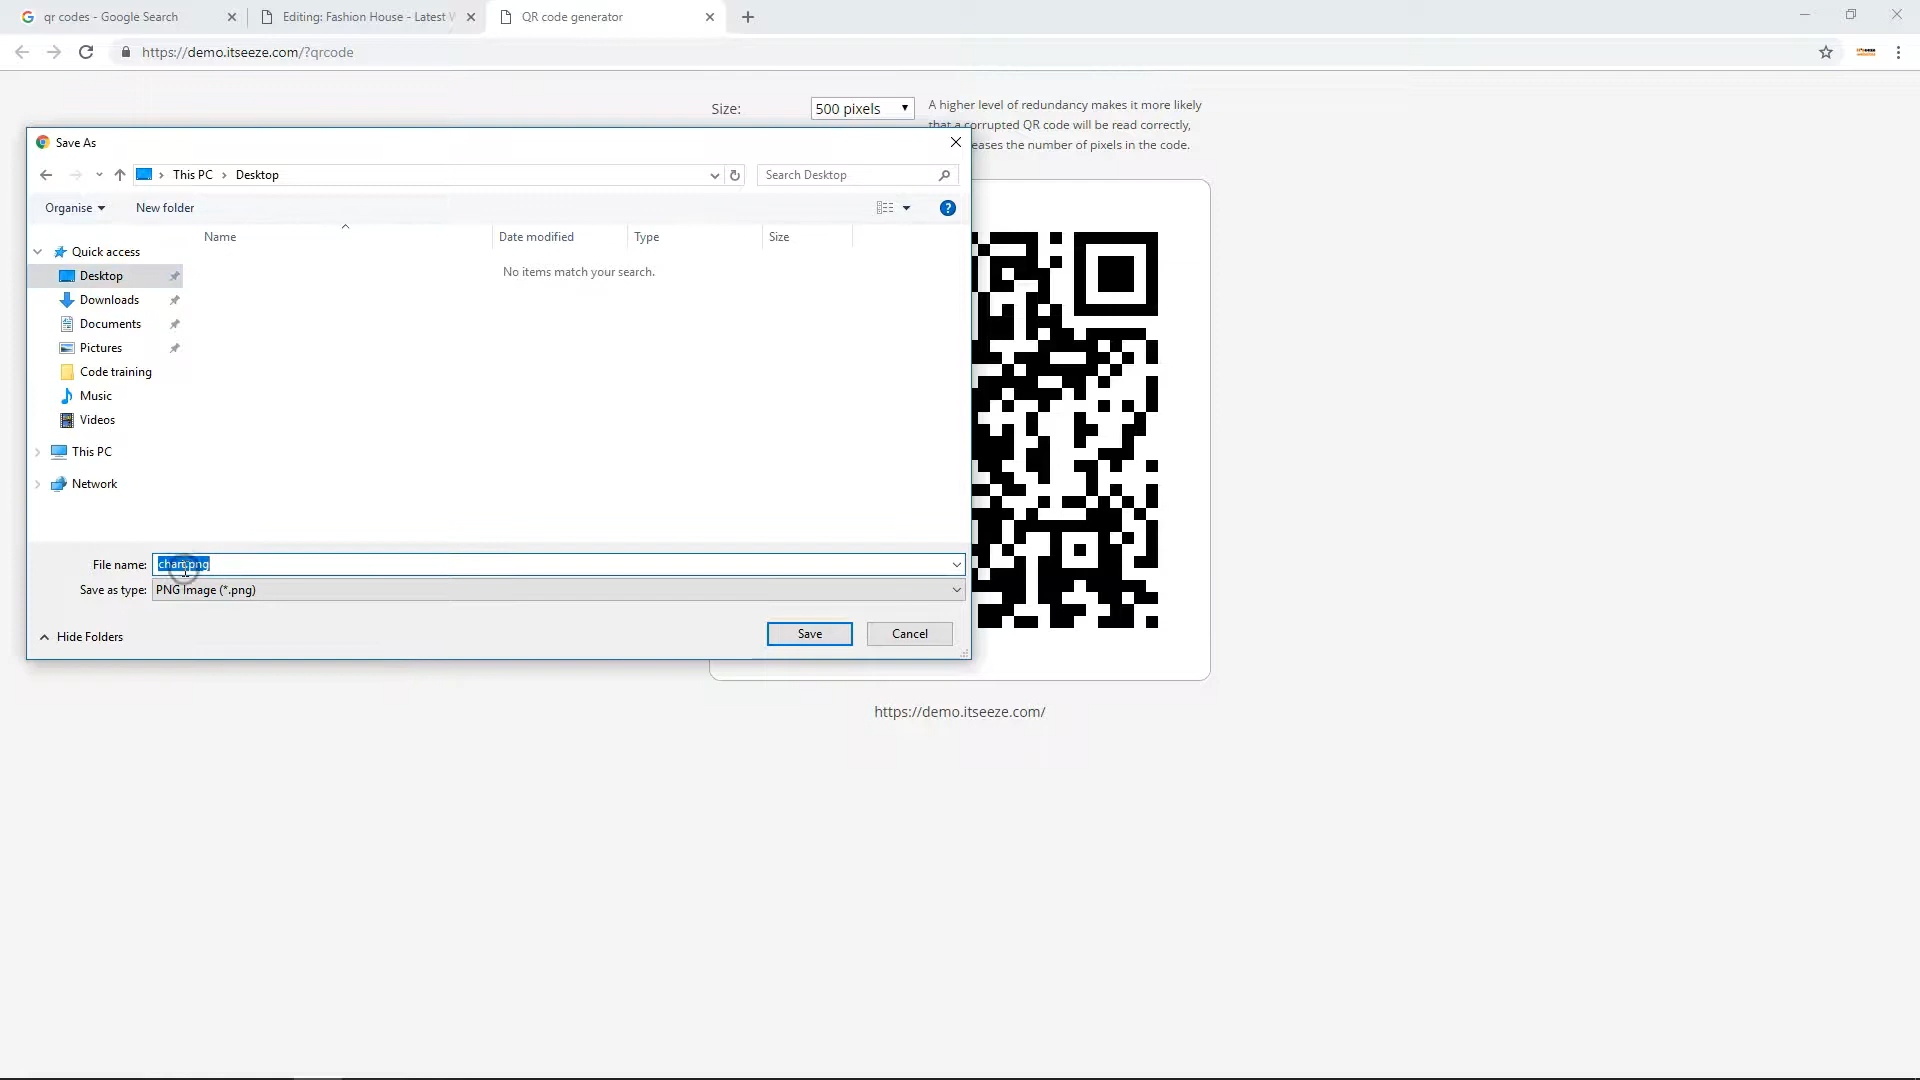 qr codes - Google Search
Editing: Fashion House - Latest
QR code generator
https://demo.itseeze.com/?qrcode
Size:
500 pixels
A higher level of redundancy makes it more likely
that a corrupted QR code will be read correctly,
eases the number of pixels in the code.
Save As
This PC
Desktop
Search Desktop
Organise
New folder
Name
Date modified
Type
Size
No items match your search.
Quick access
Desktop
Downloads
Documents
Pictures
Code training
Music
Videos
This PC
Network
File name:
chart.png
Save as type:
PNG Image (*.png)
Hide Folders
Save
Cancel
https://demo.itseeze.com/